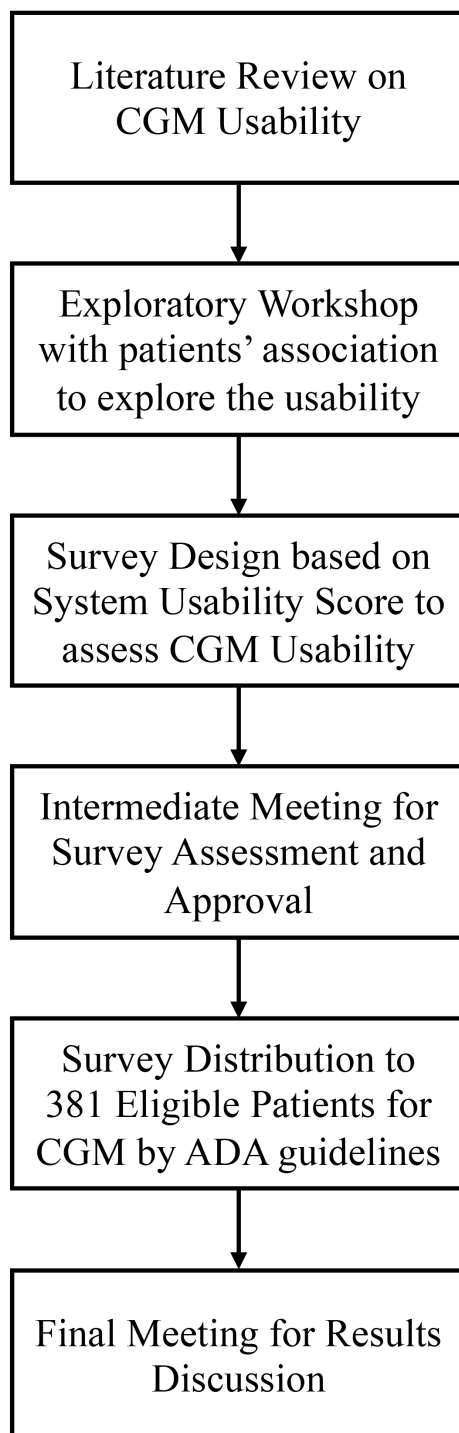 Literature Review on
CGM Usability
Exploratory Workshop
with patients’ association
to explore the usability
Survey Design based on
System Usability Score to
assess CGM Usability
Intermediate Meeting for
Survey Assessment and
Approval
Survey Distribution to
381 Eligible Patients for
CGM by ADA guidelines
Final Meeting for Results
Discussion